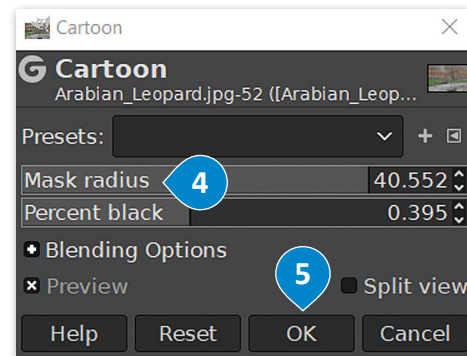 Cartoon
Cartoon
Arabian_Leopard.jpg-52 ([Arabian_Leop...
Presets:
Mask radius 4 40.552
Percent black 0.395
Blending Options
Preview 5 Split view
Help Reset OK Cancel